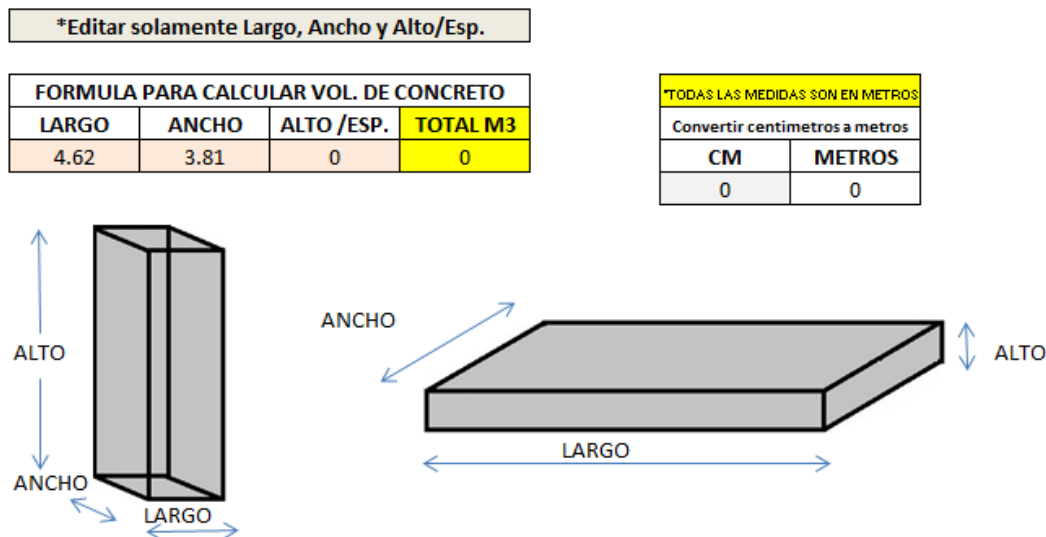 *Editar solamente Largo, Ancho y Alto/Esp.
FORMULA PARA CALCULAR VOL. DE CONCRETO
LARGO ANCHO ALTO /ESP. TOTAL M3
4.62 3.81 0 0
*TODAS LAS MEDIDAS SON EN METROS
Convertir centimetros a metros
CM METROS
0 0
ALTO
ANCHO
LARGO
ANCHO
ALTO
LARGO